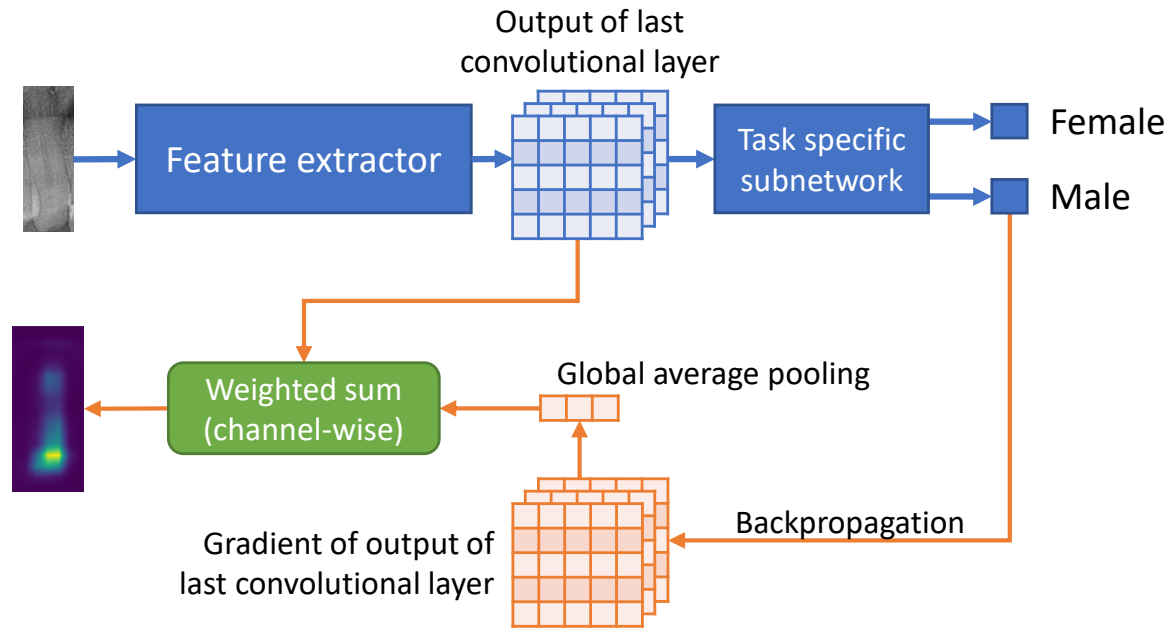 Output of last
convolutional layer
Feature extractor
Task specific
subnetwork
Female
Male
Weighted sum
(channel-wise)
Global average pooling
Backpropagation
Gradient of output of
last convolutional layer